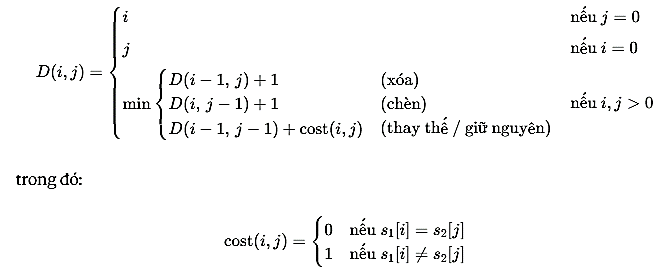 i nếu j = 0
j nếu i = 0
D(i, j) = min D(i − 1, j) + 1 (xóa)
D(i, j − 1) + 1 (chèn) nếu i, j > 0
D(i − 1, j − 1) + cost(i, j) (thay thế / giữ nguyên)
trong đó:
cost(i, j) = 0 nếu s₁[i] = s₂[j]
1 nếu s₁[i] ≠ s₂[j]